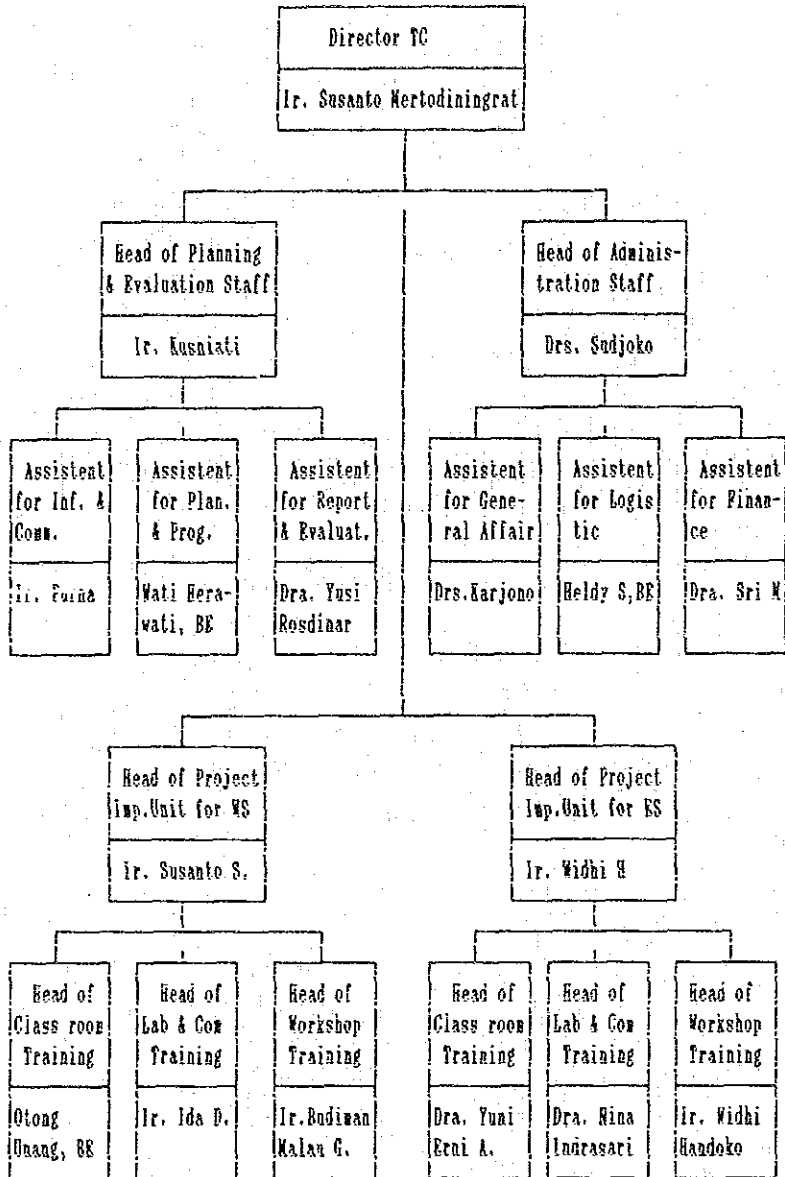 Director TC
Ir. Susanto Mertodiningrat
Head of Planning
& Evaluation Staff
Ir. Kusniati
Head of Adminis-
tration Staff
Drs. Sudjoko
Assistent
for Inf. &
Comm.
Ir. Purna
Assistent
for Plan.
& Prog.
Wati Hera-
wati, BE
Assistent
for Report
& Evaluat.
Dra. Yusi
Rosdinar
Assistent
for Gene-
ral Affair
Drs.Karjono
Assistent
for Logis
tic
Heldy S,BE
Assistent
for Finan-
ce
Dra. Sri M
Head of Project
Imp.Unit for WS
Ir. Susanto S.
Head of Project
Imp.Unit for ES
Ir. Widhi H
Head of
Class room
Training
Otong
Unang, BE
Head of
Lab & Com
Training
Ir. Ida D.
Head of
Workshop
Training
Ir.Budiman
Malau G.
Head of
Class room
Training
Dra. Yuni
Erni A.
Head of
Lab & Com
Training
Dra. Nina
Indrasari
Head of
Workshop
Training
Ir. Widhi
Handoko